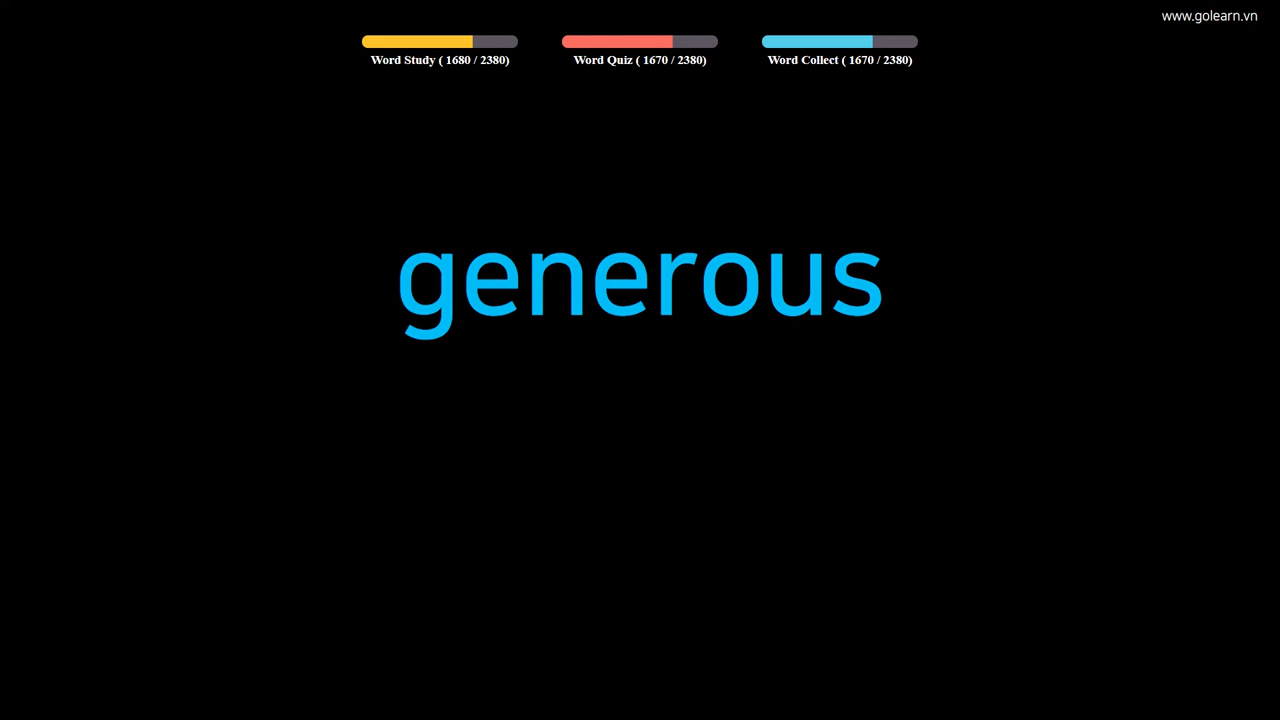 www.golearn.vn
Word Study ( 1680 / 2380)
Word Quiz ( 1670 / 2380)
Word Collect ( 1670 / 2380)
generous